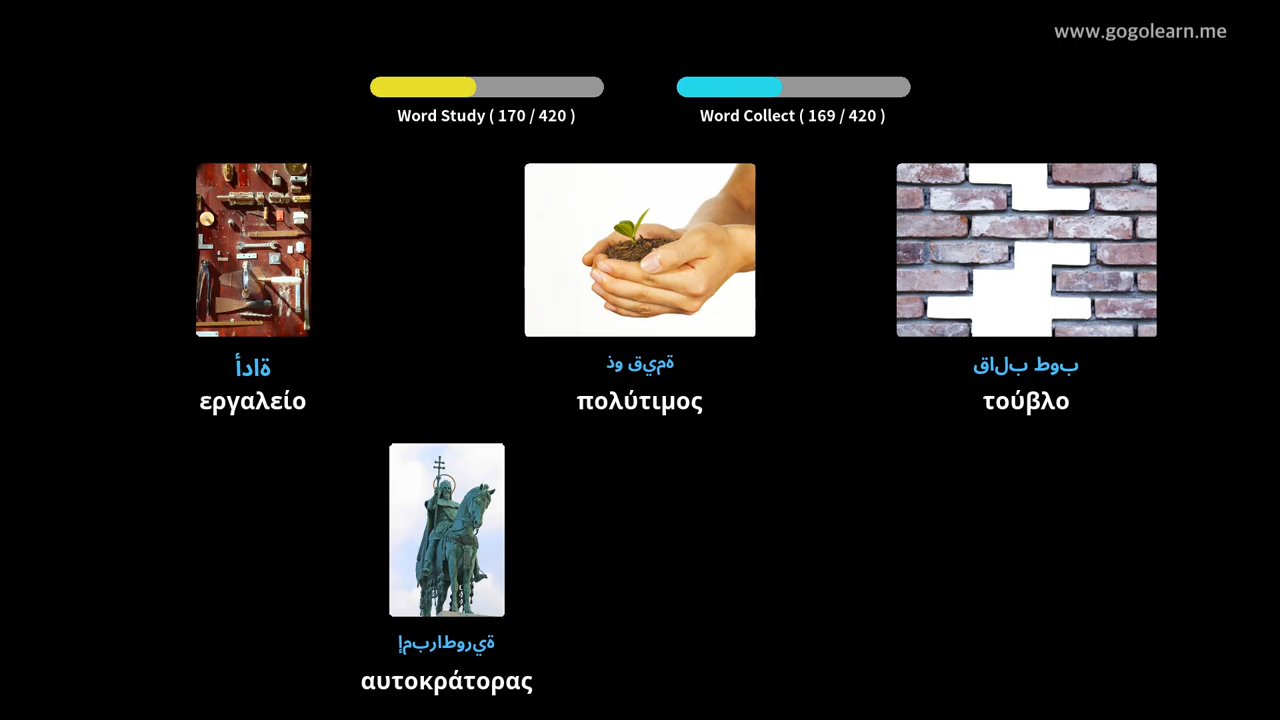 www.gogolearn.me
Word Study ( 170 / 420 )
Word Collect ( 169 / 420 )
أداة
εργαλείο
ذو قيمة
πολύτιμος
قالب طوب
τούβλο
إمبراطورية
αυτοκράτορας